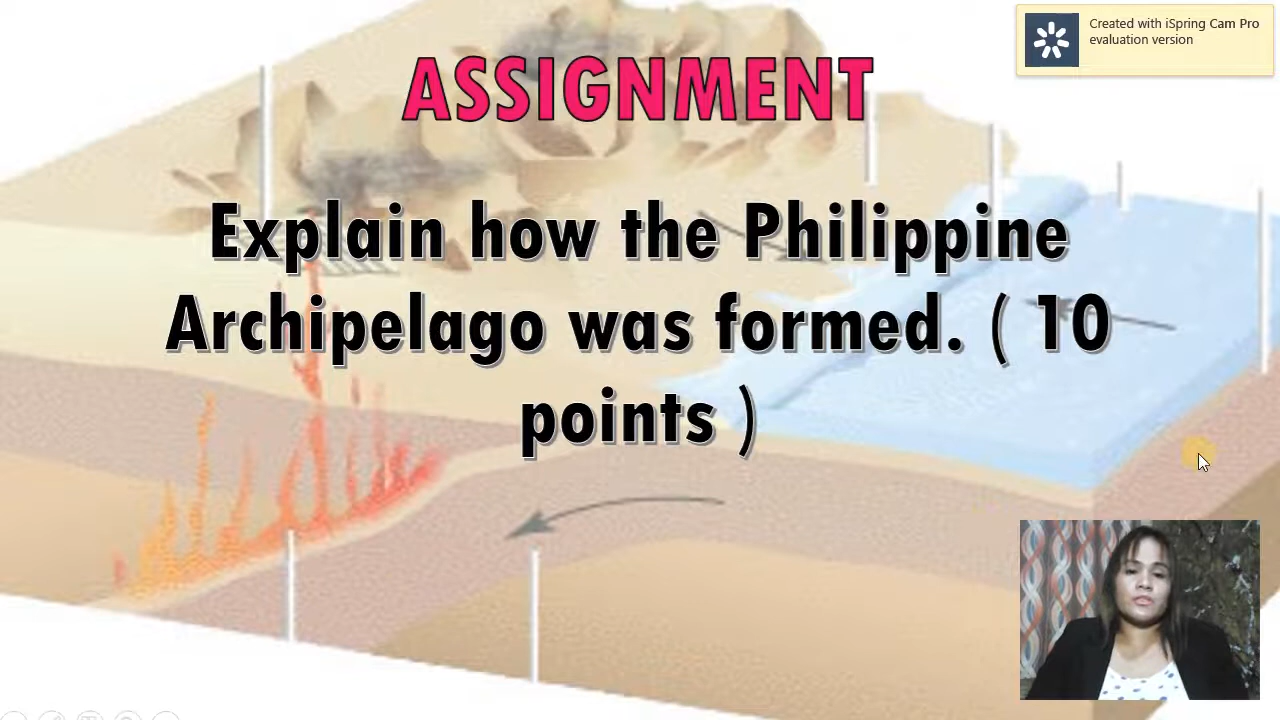 Created with iSpring Cam Pro
evaluation version
ASSIGNMENT
Explain how the Philippine
Archipelago was formed. ( 10
points )